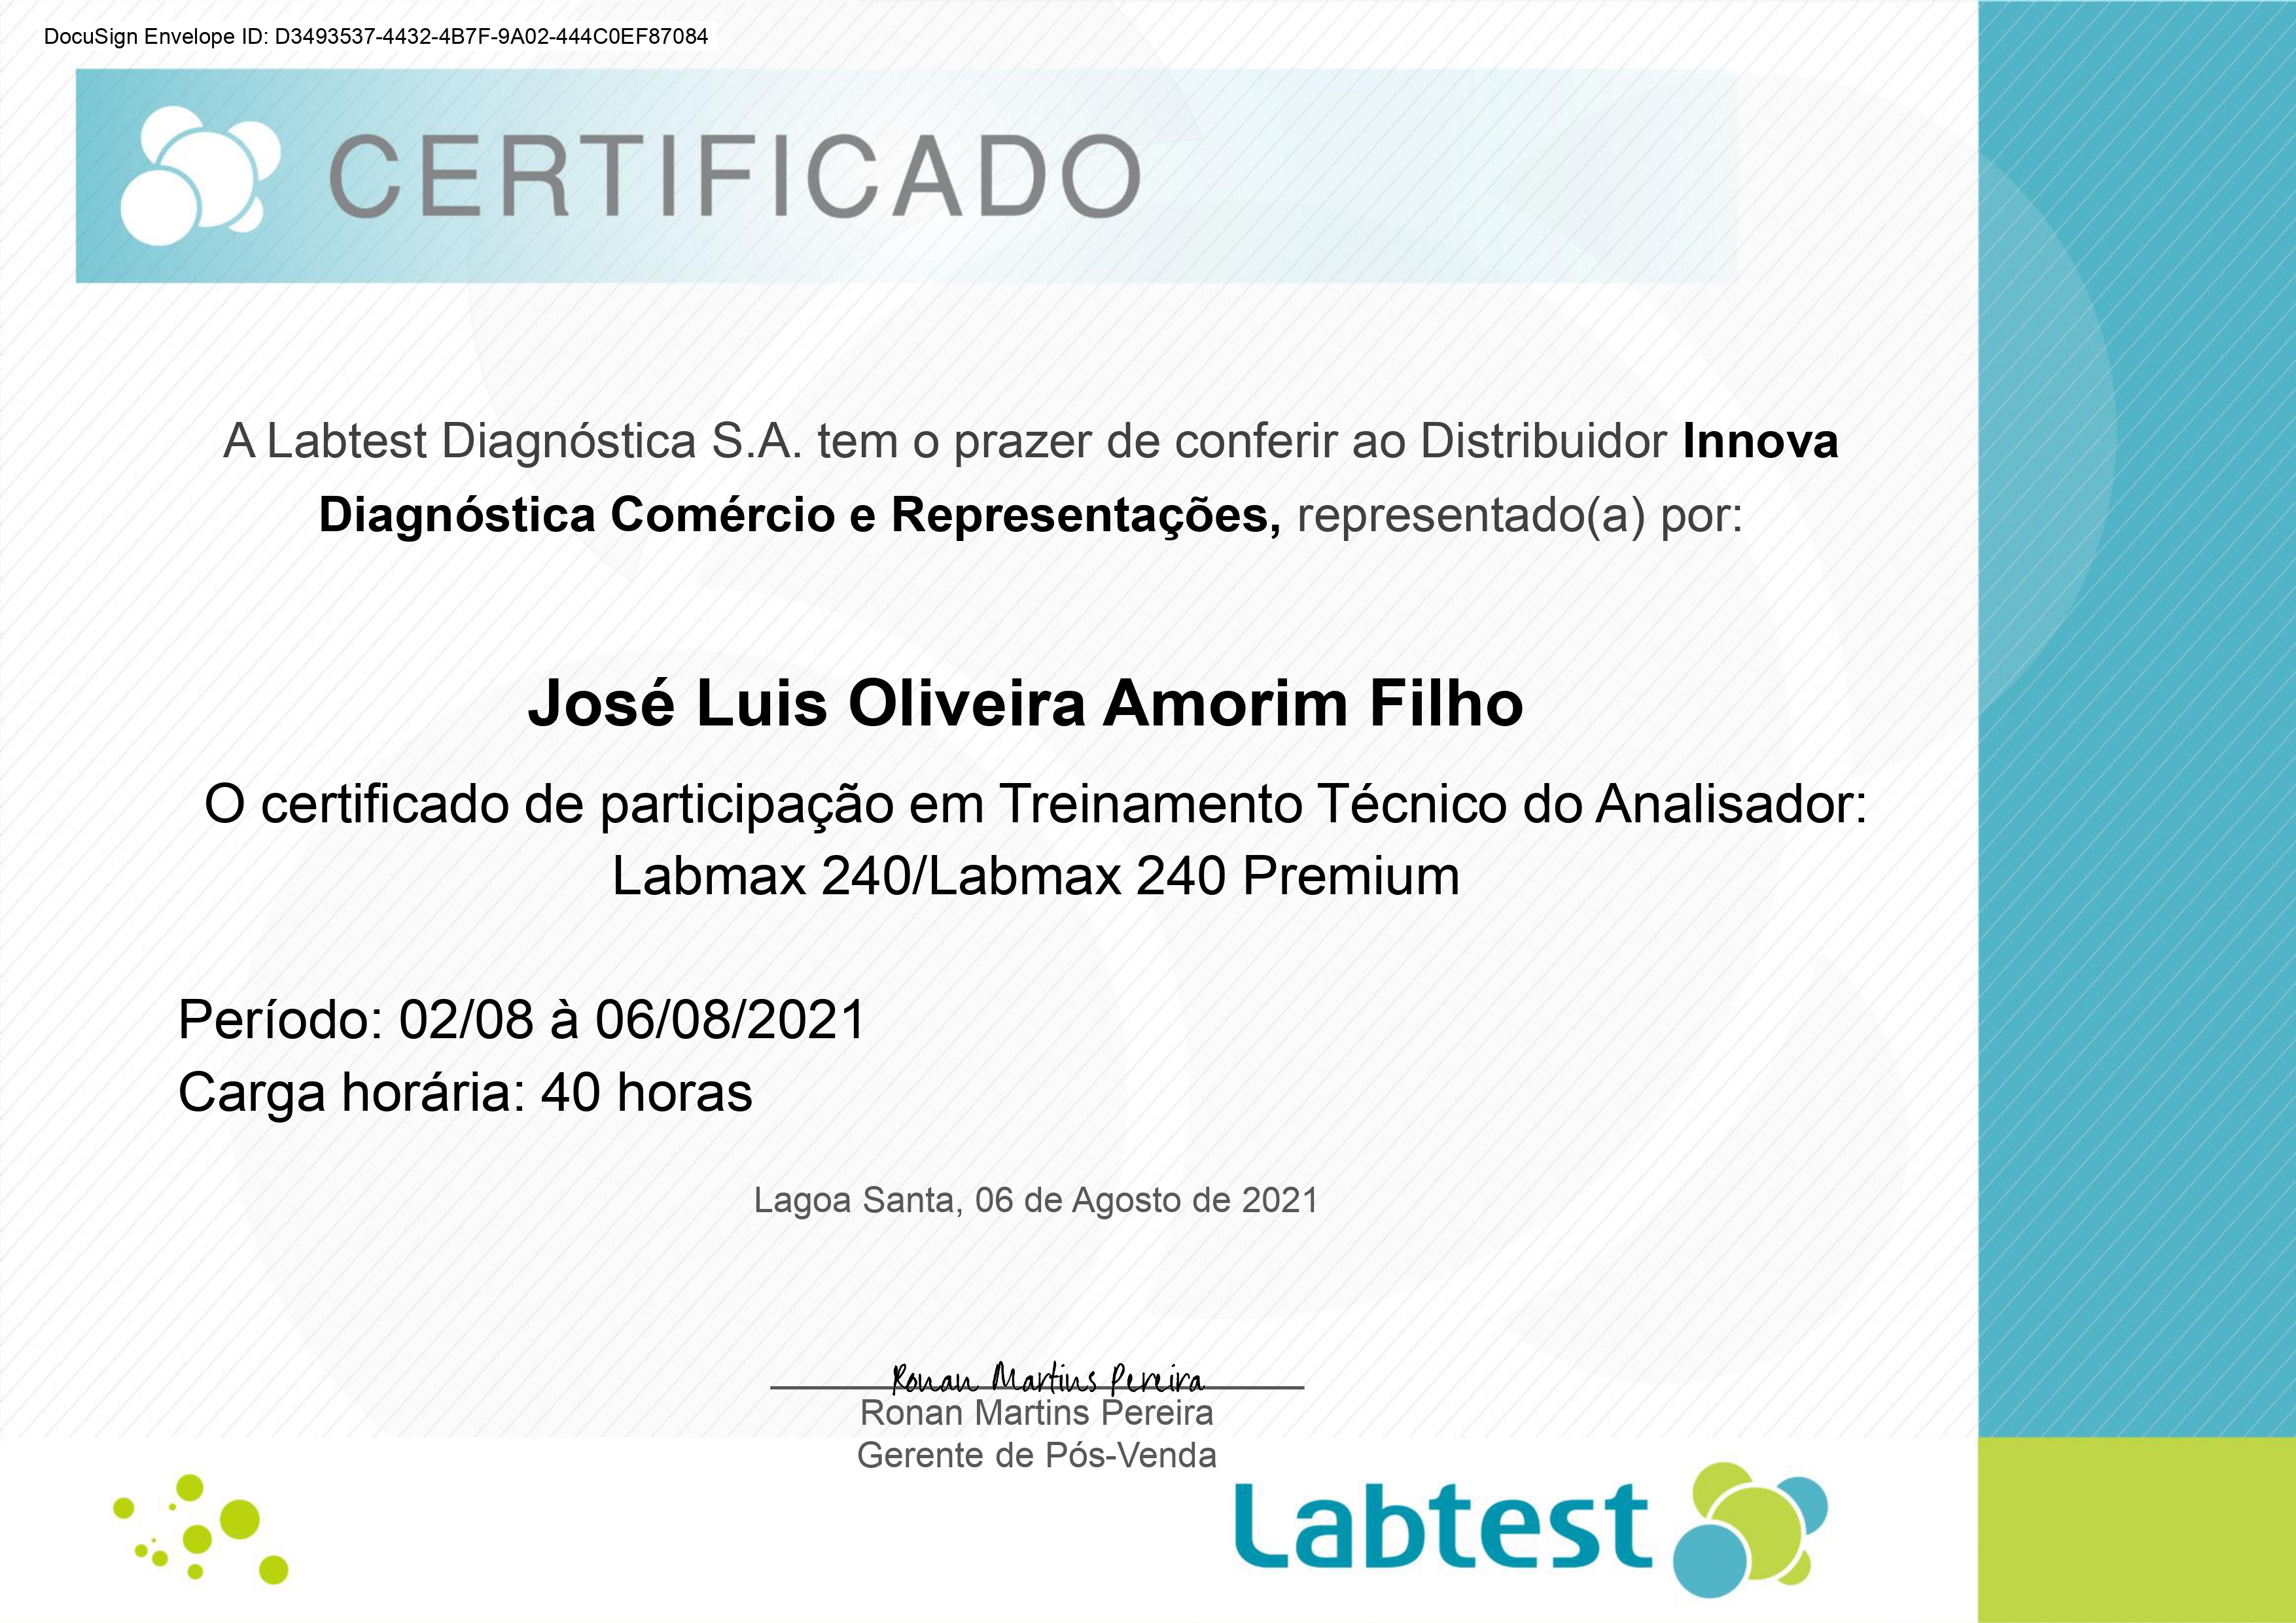 DocuSign Envelope ID: D3493537-4432-4B7F-9A02-444C0EF87084
CERTIFICADO
A Labtest Diagnóstica S.A. tem o prazer de conferir ao Distribuidor Innova
Diagnóstica Comércio e Representações, representado(a) por:
José Luis Oliveira Amorim Filho
O certificado de participação em Treinamento Técnico do Analisador:
Labmax 240/Labmax 240 Premium
Período: 02/08 à 06/08/2021
Carga horária: 40 horas
Lagoa Santa, 06 de Agosto de 2021
Ronan Martins Pereira
Ronan Martins Pereira
Gerente de Pós-Venda
Labtest